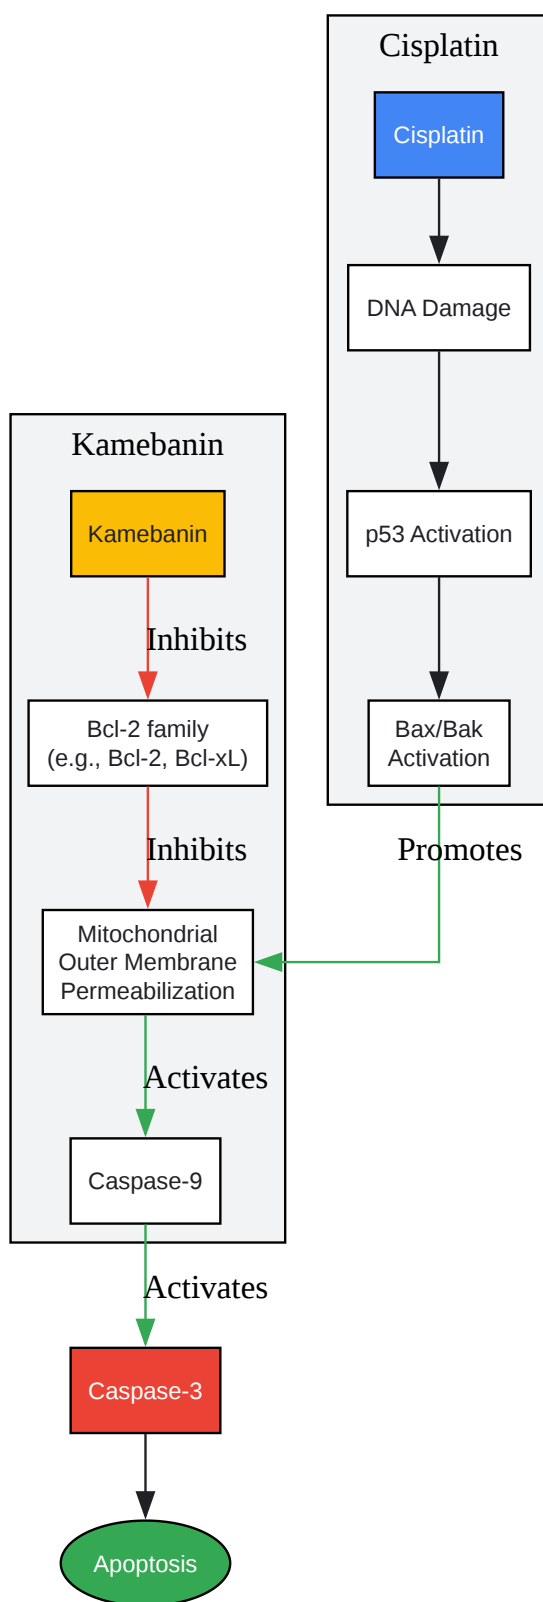 Cisplatin
Cisplatin
DNA Damage
Kamebanin
Kamebanin
p53 Activation
Inhibits
Bcl-2 family
(e.g., Bcl-2, Bcl-xL)
Bax/Bak
Activation
Inhibits
Promotes
Mitochondrial
Outer Membrane
Permeabilization
Activates
Caspase-9
Activates
Caspase-3
Apoptosis